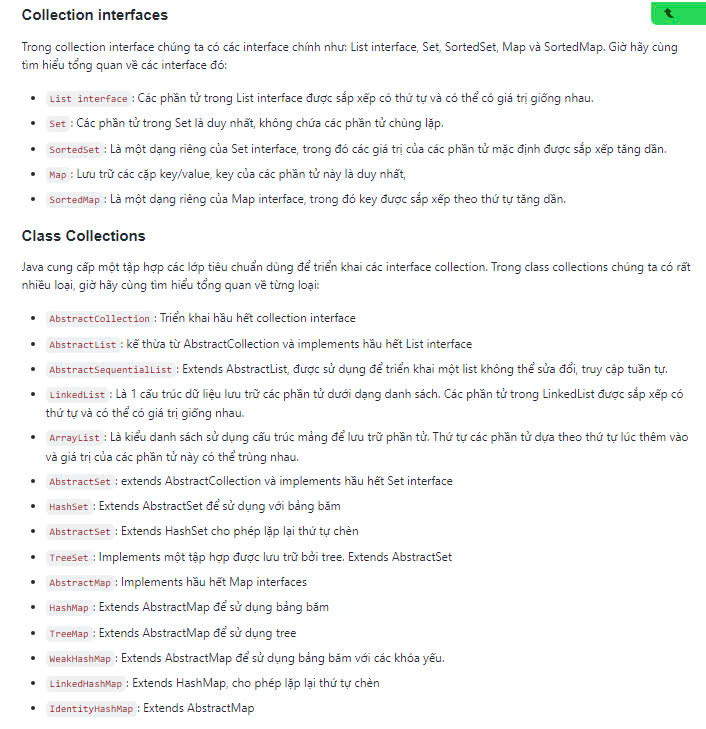 Collection interfaces
Trong collection interface chúng ta có các interface chính như: List interface, Set, SortedSet, Map và SortedMap. Giờ hãy cùng
tìm hiểu tổng quan về các interface đó:
• List interface : Các phần tử trong List interface được sắp xếp có thứ tự và có thể có giá trị giống nhau.
• Set : Các phần tử trong Set là duy nhất, không chứa các phần tử chùng lặp.
• SortedSet : Là một dạng riêng của Set interface, trong đó các giá trị của các phần tử mặc định được sắp xếp tăng dần.
• Map : Lưu trữ các cặp key/value, key của các phần tử này là duy nhất,
• SortedMap : Là một dạng riêng của Map interface, trong đó key được sắp xếp theo thứ tự tăng dần.
Class Collections
Java cung cấp một tập hợp các lớp tiêu chuẩn dùng để triển khai các interface collection. Trong class collections chúng ta có rất
nhiều loại, giờ hãy cùng tìm hiểu tổng quan về từng loại:
• AbstractCollection : Triển khai hầu hết collection interface
• AbstractList : kế thừa từ AbstractCollection và implements hầu hết List interface
• AbstractSequentialList : Extends AbstractList, được sử dụng để triển khai một list không thể sửa đổi, truy cập tuần tự.
• LinkedList : Là 1 cấu trúc dữ liệu lưu trữ các phần tử dưới dạng danh sách. Các phần tử trong LinkedList được sắp xếp có
thứ tự và có thể có giá trị giống nhau.
• ArrayList : Là kiểu danh sách sử dụng cấu trúc mảng để lưu trữ phần tử. Thứ tự các phần tử dựa theo thứ tự lúc thêm vào
và giá trị của các phần tử này có thể trùng nhau.
• AbstractSet : extends AbstractCollection và implements hầu hết Set interface
• HashSet : Extends AbstractSet để sử dụng với bảng băm
• AbstractSet : Extends HashSet cho phép lặp lại thứ tự chèn
• TreeSet : Implements một tập hợp được lưu trữ bởi tree. Extends AbstractSet
• AbstractMap : Implements hầu hết Map interfaces
• HashMap : Extends AbstractMap để sử dụng bảng băm
• TreeMap : Extends AbstractMap để sử dụng tree
• WeakHashMap : Extends AbstractMap để sử dụng bảng băm với các khóa yếu.
• LinkedHashMap : Extends HashMap, cho phép lặp lại thứ tự chèn
• IdentityHashMap : Extends AbstractMap